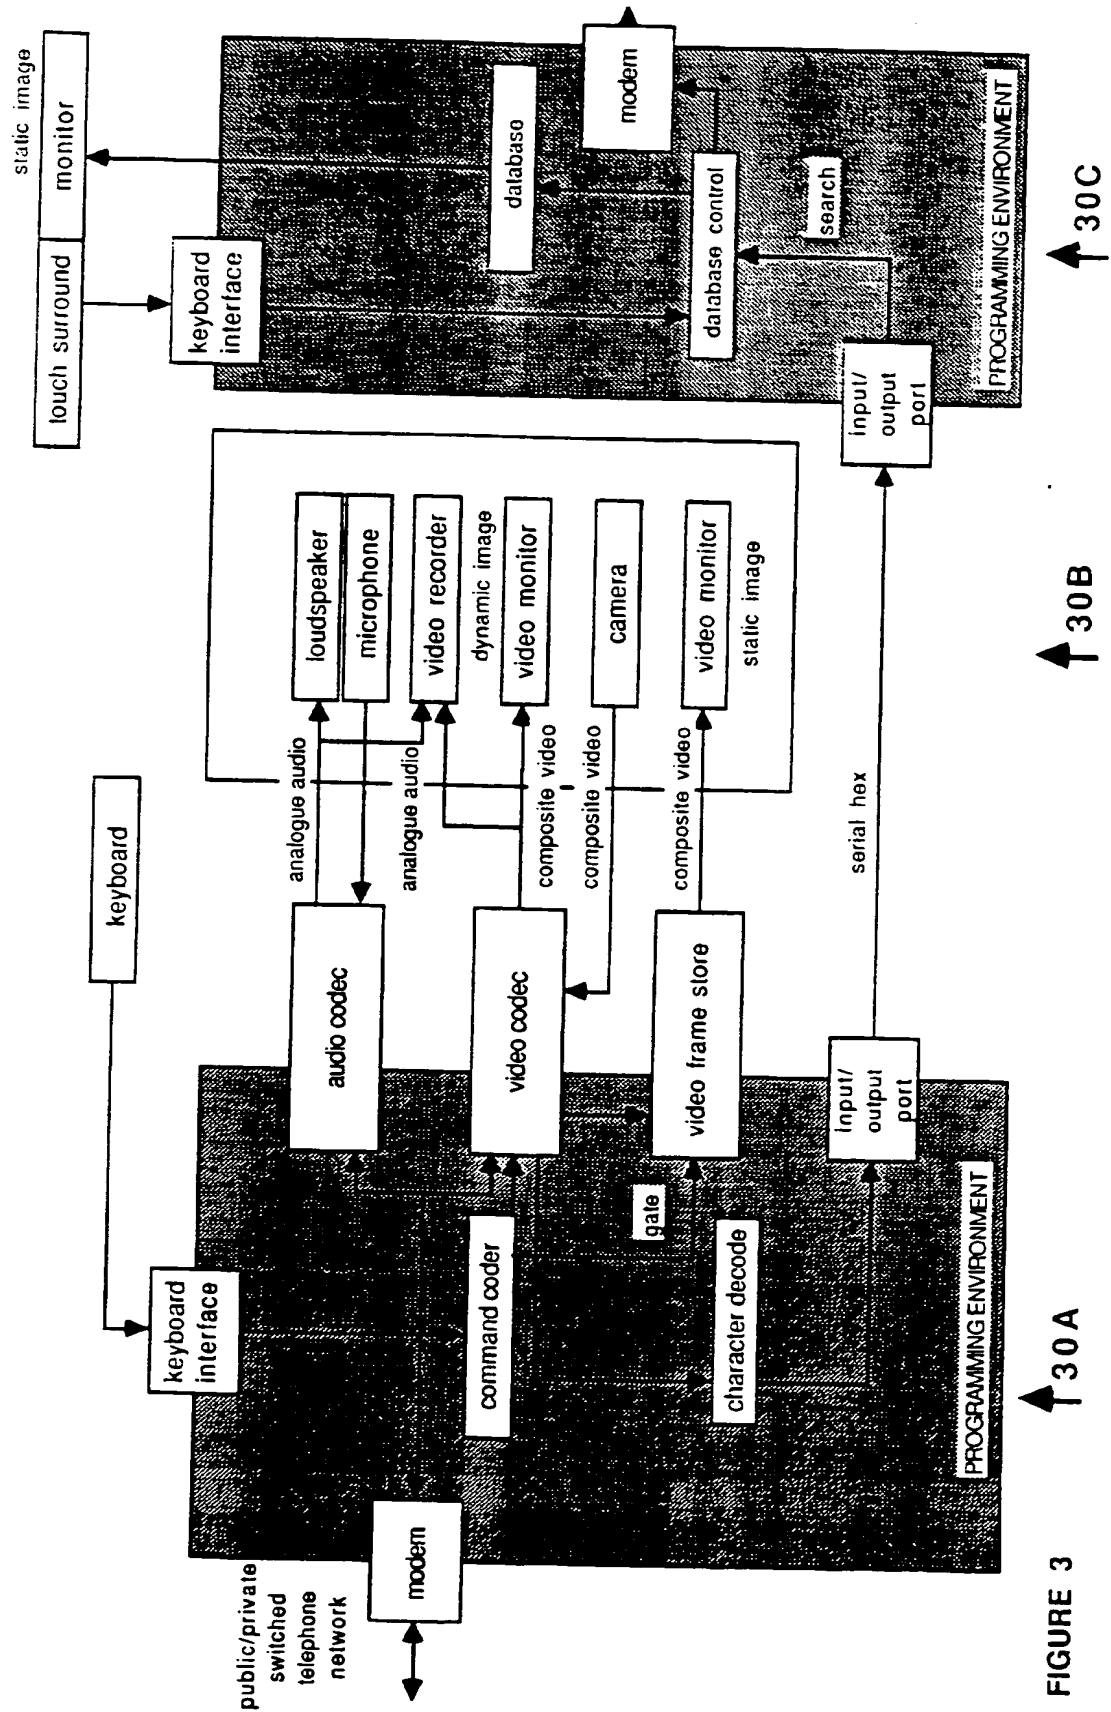 public/private
switched
telephone
network
modem
keyboard
interface
keyboard
command coder
character decode
gate
PROGRAMMING ENVIRONMENT
30A
audio codec
video codec
video frame store
Input/
output
port
analogue audio
analogue audio
composite video
composite video
composite video
serial hex
loudspeaker
microphone
video recorder
dynamic image
video monitor
camera
video monitor
static image
30B
touch surround
monitor
static image
keyboard
interface
database
modem
database control
search
input/
output
port
PROGRAMMING ENVIRONMENT
30C
FIGURE 3